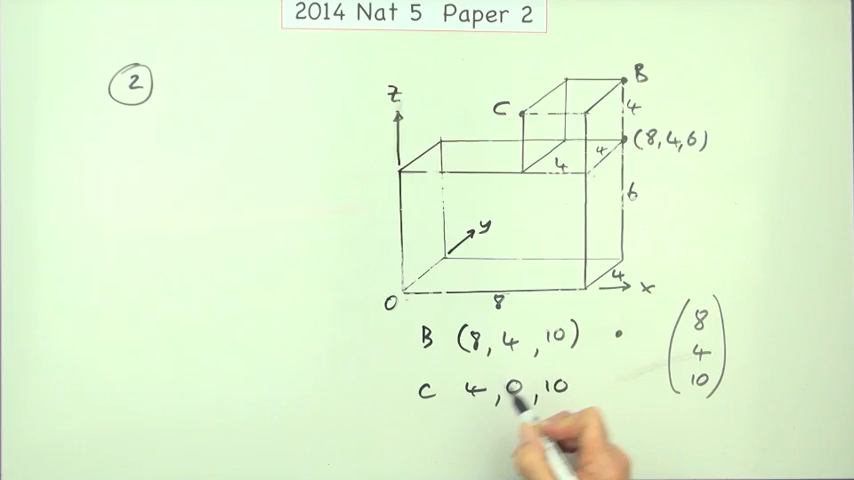 2014 Nat 5 Paper 2
2
B
z
C
4
(8,4,6)
4
4
6
y
4
x
O
8
B (8, 4, 10) •
8
4
10
C 4, 0, 10